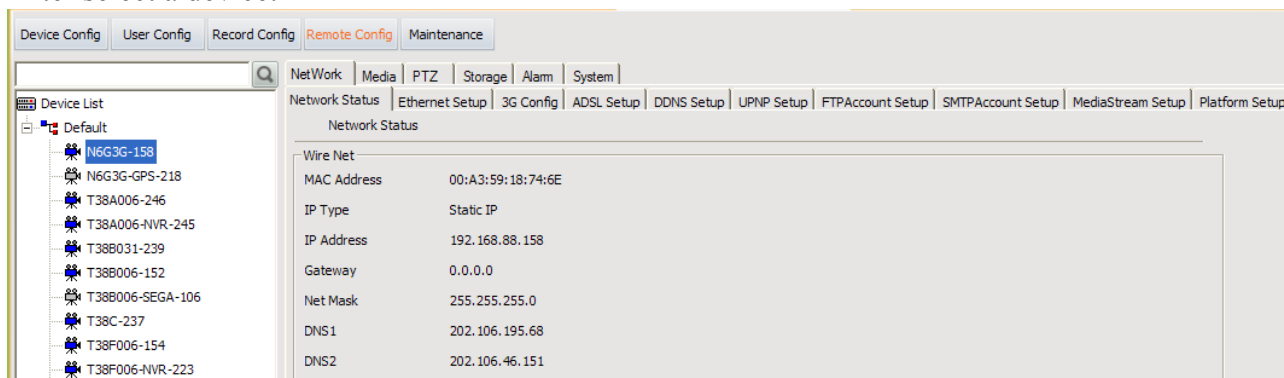 Device Config User Config Record Config Remote Config Maintenance
NetWork Media PTZ Storage Alarm System
Device List
Network Status Ethernet Setup 3G Config ADSL Setup DDNS Setup UPNP Setup FTPAccount Setup SMTPAccount Setup MediaStream Setup Platform Setup
Default
Network Status
N6G3G-158
Wire Net
N6G3G-GPS-218
MAC Address 00:A3:59:18:74:6E
T38A006-246
IP Type Static IP
T38A006-NVR-245
IP Address 192.168.88.158
T38B031-239
T38B006-152
Gateway 0.0.0.0
T38B006-SEGA-106
Net Mask 255.255.255.0
T38C-237
DNS1 202.106.195.68
T38F006-154
DNS2 202.106.46.151
T38F006-NVR-223